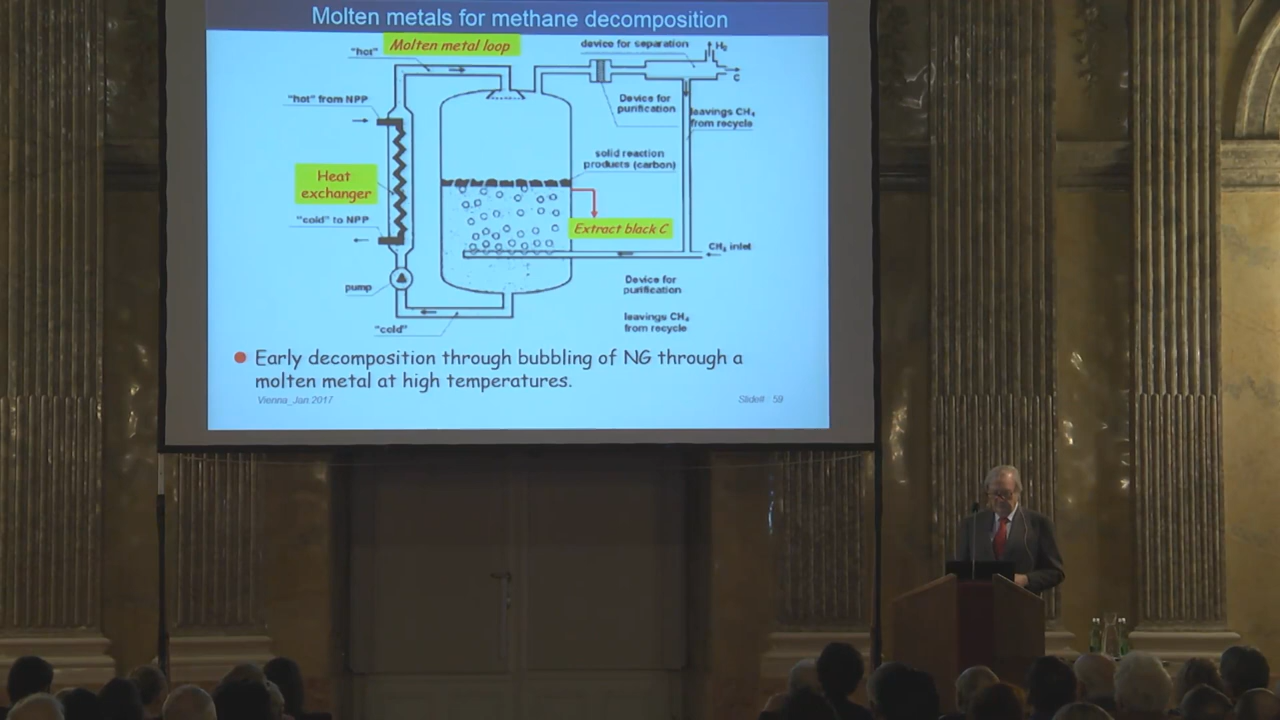 Molten metals for methane decomposition
"hot"
Molten metal loop
device for separation
H₂
C
"hot" from NPP
Device for
purification
leavings CH₄
from recycle
solid reaction
products (carbon)
Heat
exchanger
"cold" to NPP
Extract black C
CH₄ inlet
pump
Device for
purification
leavings CH₄
from recycle
"cold"
Early decomposition through bubbling of NG through a
molten metal at high temperatures.
Vienna_Jan 2017
Slide# : 59